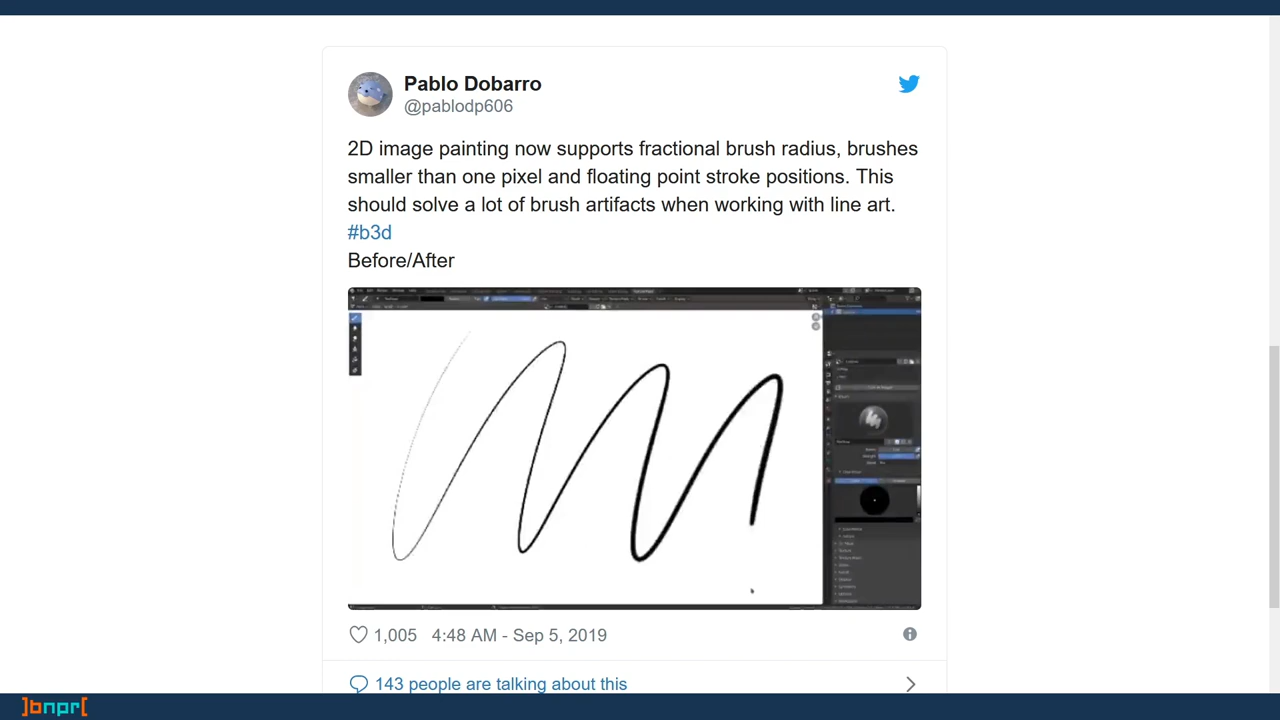 Pablo Dobarro
@pablodp606
2D image painting now supports fractional brush radius, brushes
smaller than one pixel and floating point stroke positions. This
should solve a lot of brush artifacts when working with line art.
#b3d
Before/After
1,005 4:48 AM - Sep 5, 2019
143 people are talking about this
]bnpr[